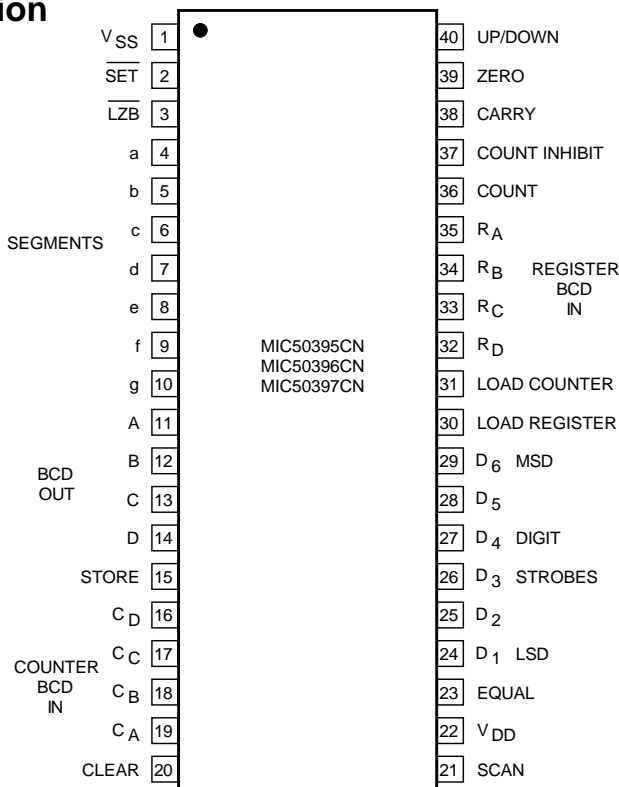 ion
VSS 1
SET 2
LZB 3
a 4
b 5
c 6
SEGMENTS
d 7
e 8
f 9
g 10
A 11
B 12
BCD
OUT
C 13
D 14
STORE 15
CD 16
CC 17
COUNTER
BCD
IN
CB 18
CA 19
CLEAR 20
MIC50395CN
MIC50396CN
MIC50397CN
40 UP/DOWN
39 ZERO
38 CARRY
37 COUNT INHIBIT
36 COUNT
35 RA
34 RB REGISTER
BCD
33 RC IN
32 RD
31 LOAD COUNTER
30 LOAD REGISTER
29 D6 MSD
28 D5
27 D4 DIGIT
26 D3 STROBES
25 D2
24 D1 LSD
23 EQUAL
22 VDD
21 SCAN